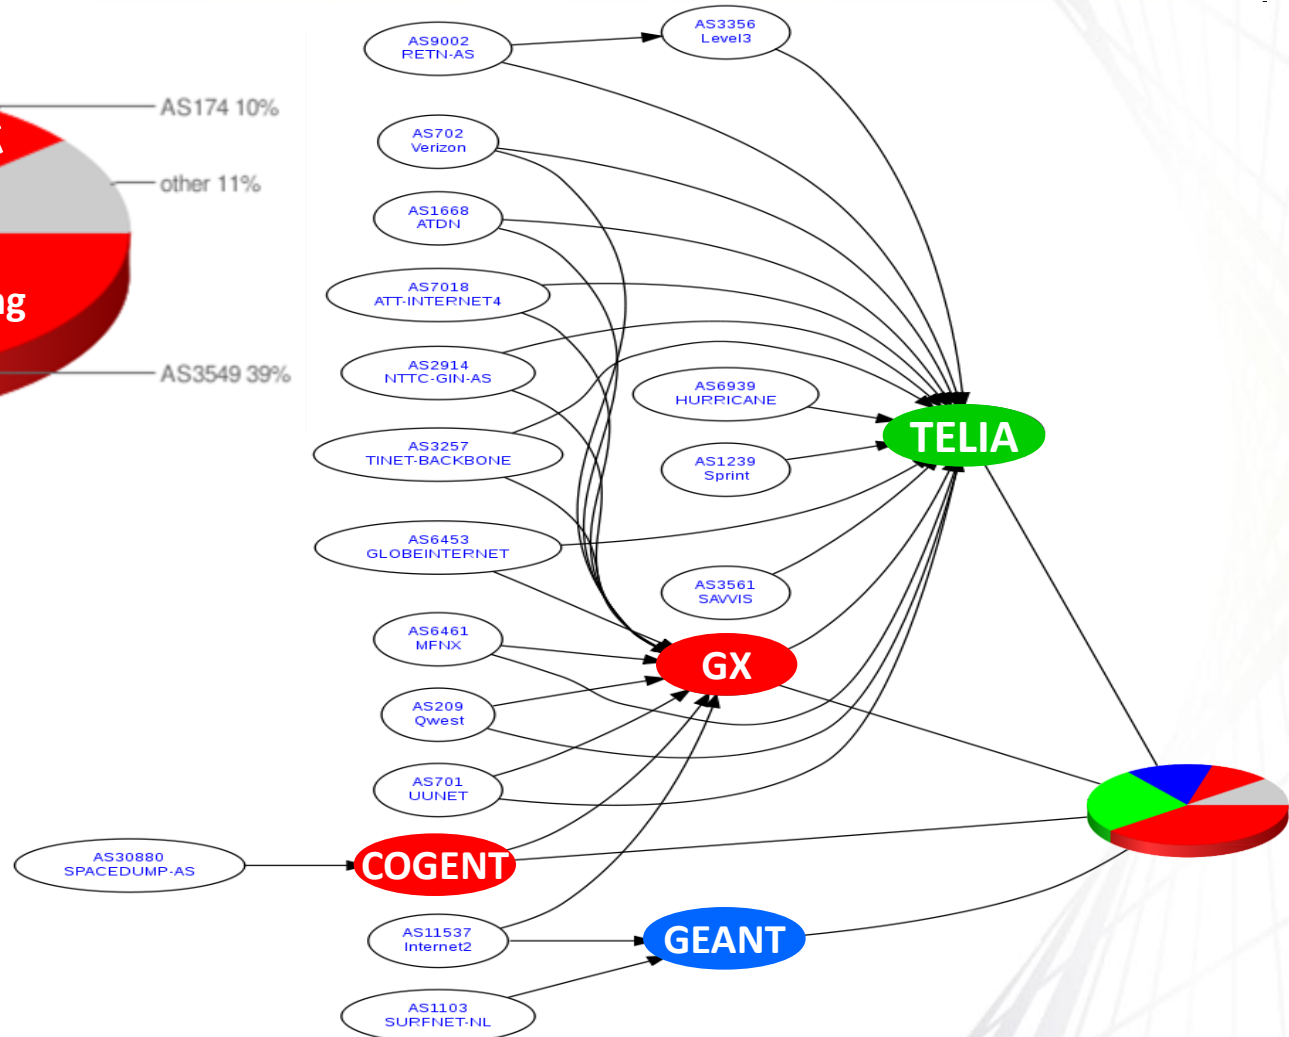 AS174 10%
other 11%
ng
AS3549 39%
AS9002
RETN-AS
AS3356
Level3
AS702
Verizon
AS1668
ATDN
AS7018
ATT-INTERNET4
AS2914
NTTC-GIN-AS
AS6939
HURRICANE
TELIA
AS3257
TINET-BACKBONE
AS1239
Sprint
AS6453
GLOBEINTERNET
AS3561
SAVVIS
AS6461
MFNX
GX
AS209
Qwest
AS701
UUNET
AS30880
SPACEDUMP-AS
COGENT
AS11537
Internet2
GEANT
AS1103
SURFNET-NL